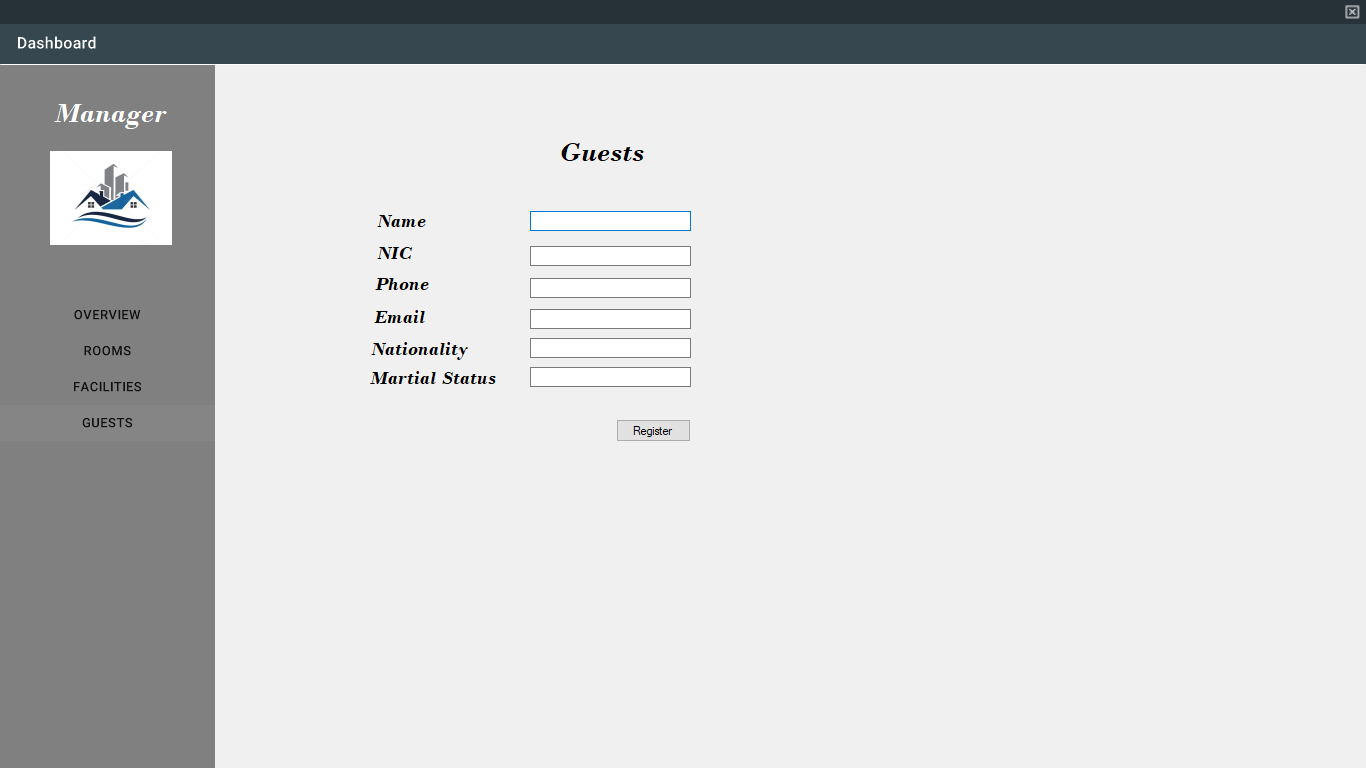 Dashboard
Manager
OVERVIEW
ROOMS
FACILITIES
GUESTS
Guests
Name
NIC
Phone
Email
Nationality
Martial Status
Register